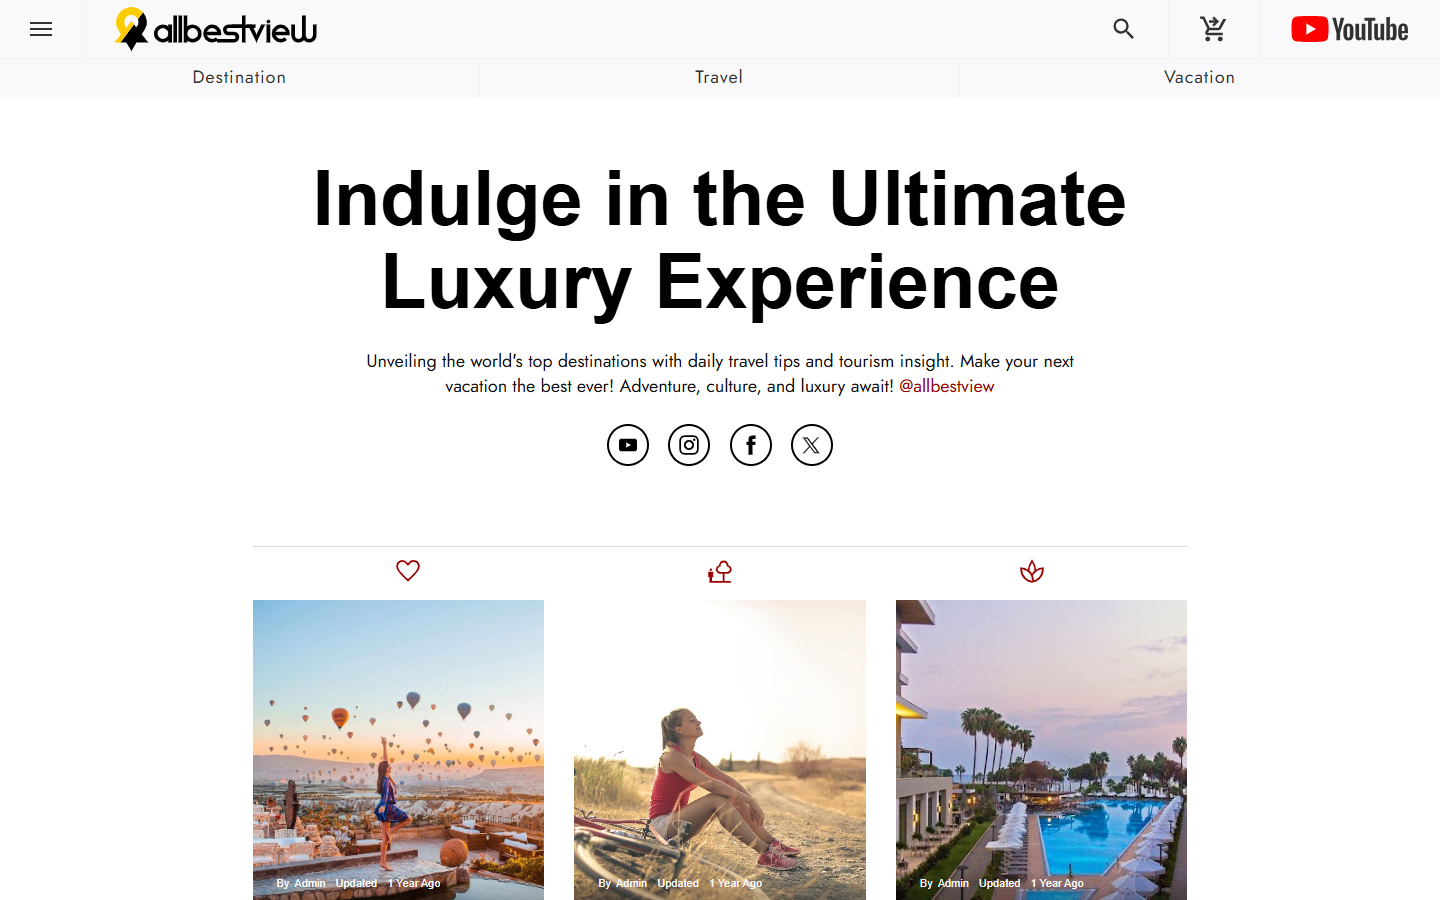 allbestview
YouTube
Destination
Travel
Vacation
Indulge in the Ultimate
Luxury Experience
Unveiling the world's top destinations with daily travel tips and tourism insight. Make your next
vacation the best ever! Adventure, culture, and luxury await! @allbestview
By Admin Updated 1 Year Ago
By Admin Updated 1 Year Ago
By Admin Updated 1 Year Ago